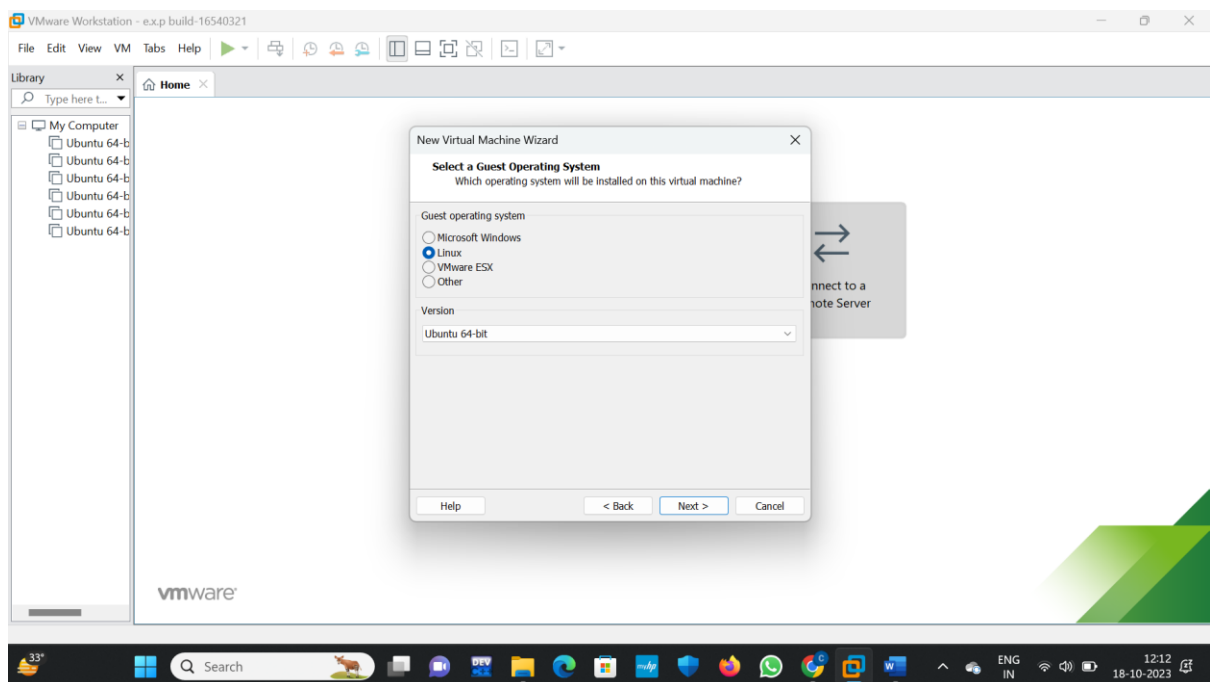 VMware Workstation - e.x.p build-16540321
File Edit View VM Tabs Help
Library
Type here t...
Home
My Computer
Ubuntu 64-b
Ubuntu 64-b
Ubuntu 64-b
Ubuntu 64-b
Ubuntu 64-b
Ubuntu 64-b
New Virtual Machine Wizard
Select a Guest Operating System
Which operating system will be installed on this virtual machine?
Guest operating system
Microsoft Windows
Linux
VMware ESX
Other
Version
Ubuntu 64-bit
Help < Back Next > Cancel
nnect to a
note Server
vmware
33°
Search
DEV
mhp
W
ENG
IN
12:12
18-10-2023